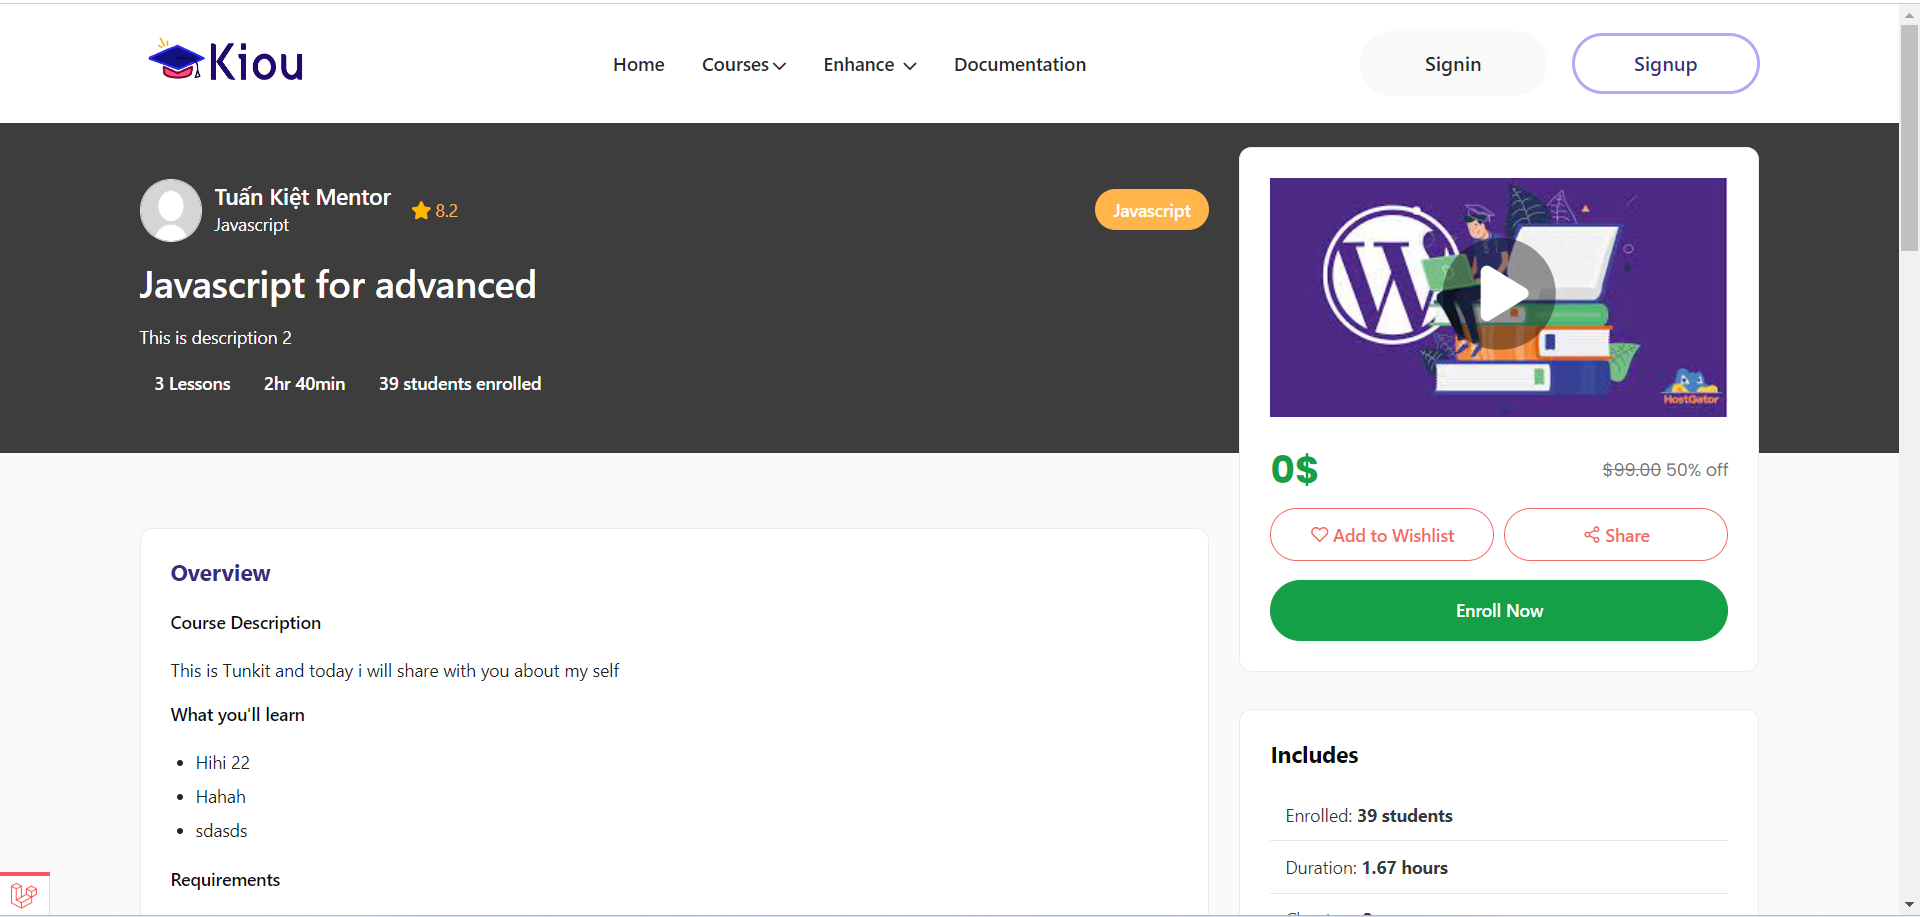 Kiou
Home
Courses
Enhance
Documentation
Signin
Signup
Tuấn Kiệt Mentor
Javascript
8.2
Javascript
Javascript for advanced
This is description 2
3 Lessons
2hr 40min
39 students enrolled
W
HostGator
0$
$99.00 50% off
Add to Wishlist
Share
Enroll Now
Overview
Course Description
This is Tunkit and today i will share with you about my self
What you'll learn
Hihi 22
Hahah
sdasds
Requirements
Includes
Enrolled: 39 students
Duration: 1.67 hours